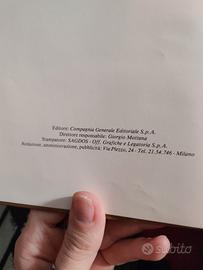 Editore: Compagnia Generale Editoriale S.p.A.
Direttore responsabile: Giorgio Mottana
Stampatore: SAGDOS - Off. Grafiche e Legatoria S.p.A.
Redazione, amministrazione, pubblicità: Via Plezzo, 24 - Tel. 21.54.746 - Milano
subito